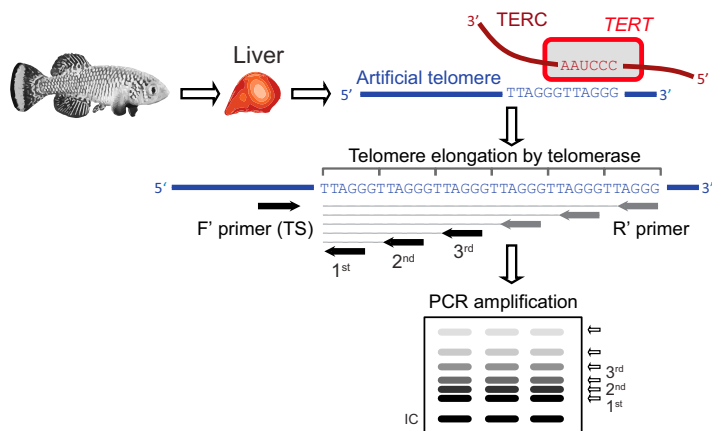 3'
TERC
TERT
Liver
AAUCCC
5'
Artificial telomere
5'
TTAGGGTTAGGG
3'
Telomere elongation by telomerase
5'
TTAGGGTTAGGGTTAGGGTTAGGGTTAGGGTTAGGG
3'
F' primer (TS)
R' primer
1st
2nd
3rd
PCR amplification
3rd
2nd
1st
IC